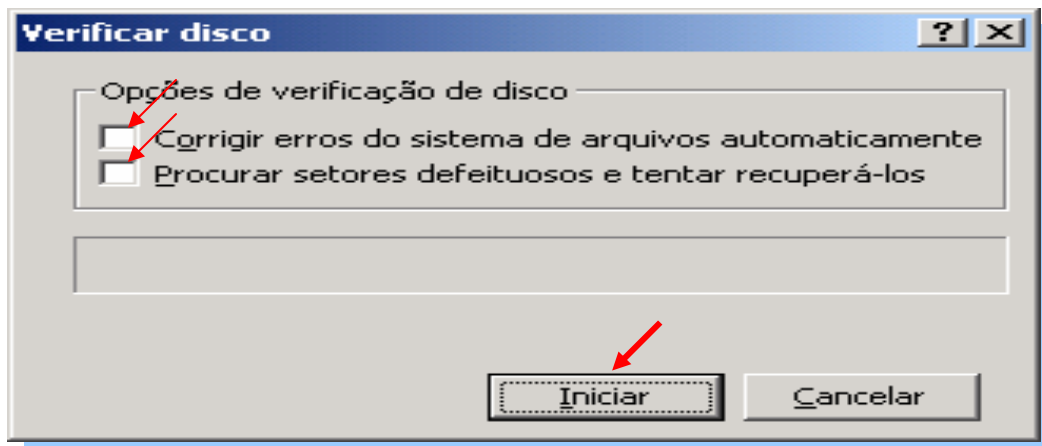 Verificar disco
Opções de verificação de disco
Corrigir erros do sistema de arquivos automaticamente
Procurar setores defeituosos e tentar recuperá-los
Iniciar Cancelar